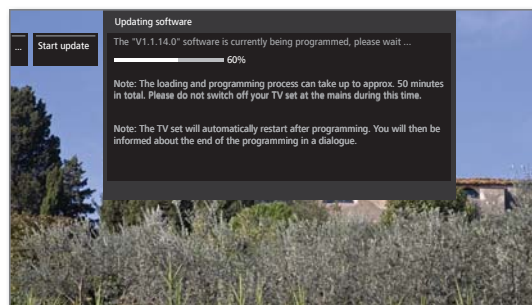 Updating software
... Start update
The "V1.1.14.0" software is currently being programmed, please wait ...
60%
Note: The loading and programming process can take up to approx. 50 minutes
in total. Please do not switch off your TV set at the mains during this time.
Note: The TV set will automatically restart after programming. You will then be
informed about the end of the programming in a dialogue.